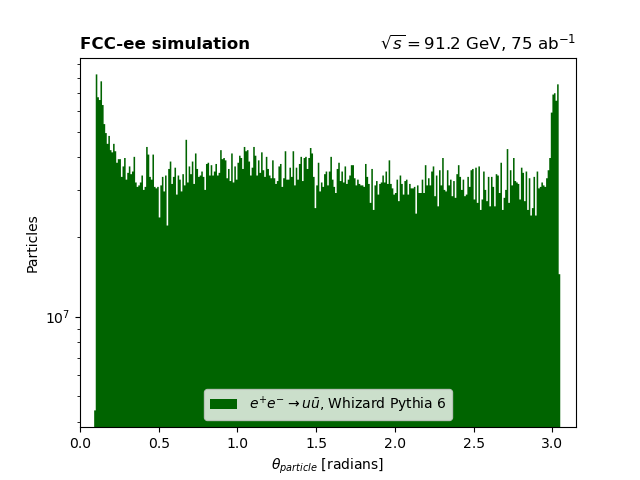 FCC-ee simulation
√s = 91.2 GeV, 75 ab⁻¹
Particles
10⁷
e⁺e⁻ → uū, Whizard Pythia 6
0.0 0.5 1.0 1.5 2.0 2.5 3.0
θparticle [radians]